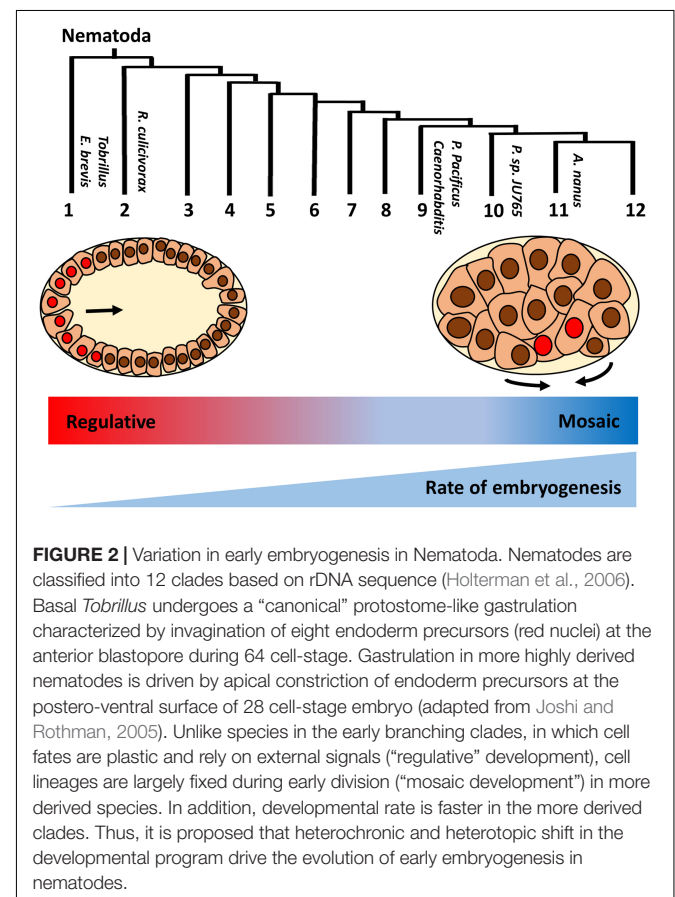 Nematoda
Tobrillus
E. brevis
R. culicivorax
P. Pacificus
Caenorhabditis
P. sp. JU765
A. nanus
1 2 3 4 5 6 7 8 9 10 11 12
Regulative Mosaic
Rate of embryogenesis
FIGURE 2 | Variation in early embryogenesis in Nematoda. Nematodes are
classified into 12 clades based on rDNA sequence (Holterman et al., 2006).
Basal Tobrillus undergoes a “canonical” protostome-like gastrulation
characterized by invagination of eight endoderm precursors (red nuclei) at the
anterior blastopore during 64 cell-stage. Gastrulation in more highly derived
nematodes is driven by apical constriction of endoderm precursors at the
postero-ventral surface of 28 cell-stage embryo (adapted from Joshi and
Rothman, 2005). Unlike species in the early branching clades, in which cell
fates are plastic and rely on external signals (“regulative” development), cell
lineages are largely fixed during early division (“mosaic development”) in more
derived species. In addition, developmental rate is faster in the more derived
clades. Thus, it is proposed that heterochronic and heterotopic shift in the
developmental program drive the evolution of early embryogenesis in
nematodes.